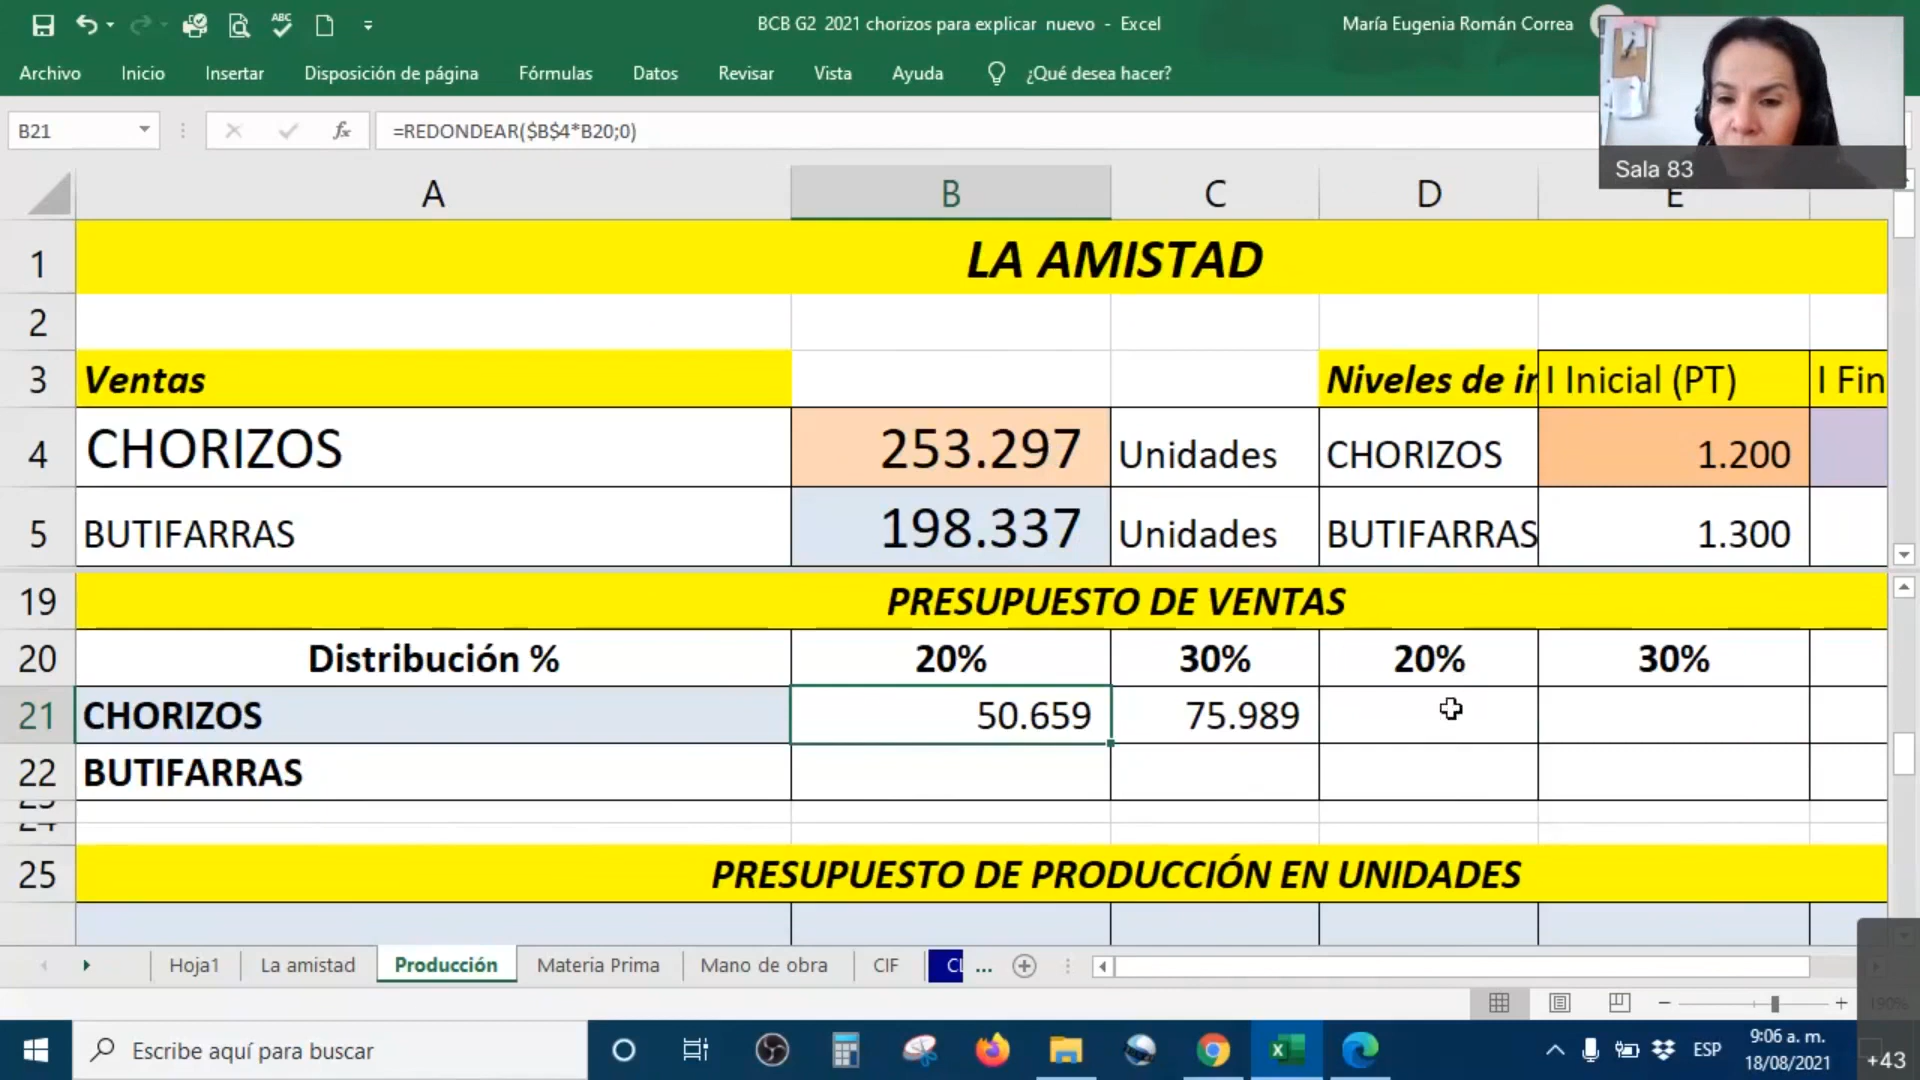 BCB G2 2021 chorizos para explicar nuevo - Excel
María Eugenia Román Correa
Archivo Inicio Insertar Disposición de página Fórmulas Datos Revisar Vista Ayuda ¿Qué desea hacer?
B21 fx =REDONDEAR($B$4*B20;0)
Sala 83
A B C D E
1 LA AMISTAD
2
3 Ventas Niveles de in I Inicial (PT) I Fin
4 CHORIZOS 253.297 Unidades CHORIZOS 1.200
5 BUTIFARRAS 198.337 Unidades BUTIFARRAS 1.300
19 PRESUPUESTO DE VENTAS
20 Distribución % 20% 30% 20% 30%
21 CHORIZOS 50.659 75.989
22 BUTIFARRAS
25 PRESUPUESTO DE PRODUCCIÓN EN UNIDADES
Hoja1 La amistad Producción Materia Prima Mano de obra CIF CL ...
190%
Escribe aquí para buscar
ESP
9:06 a. m.
18/08/2021
+43